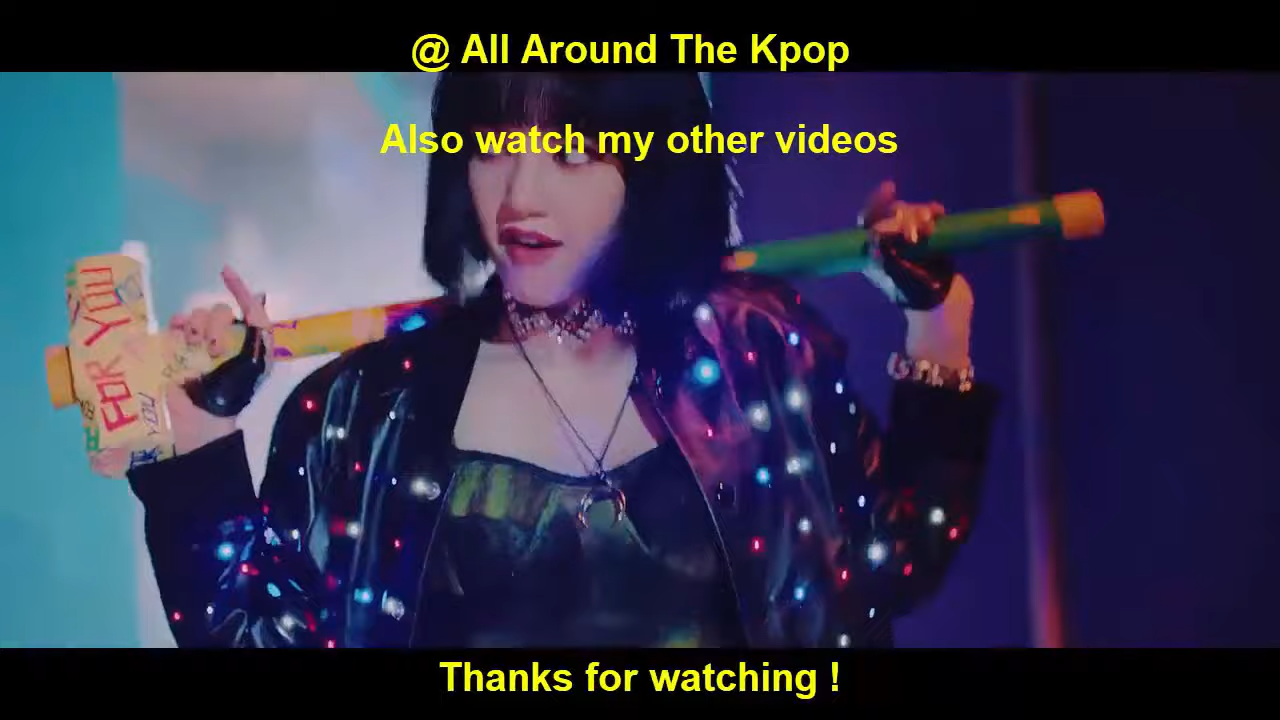 @ All Around The Kpop
Also watch my other videos
FOR YOU
Thanks for watching !